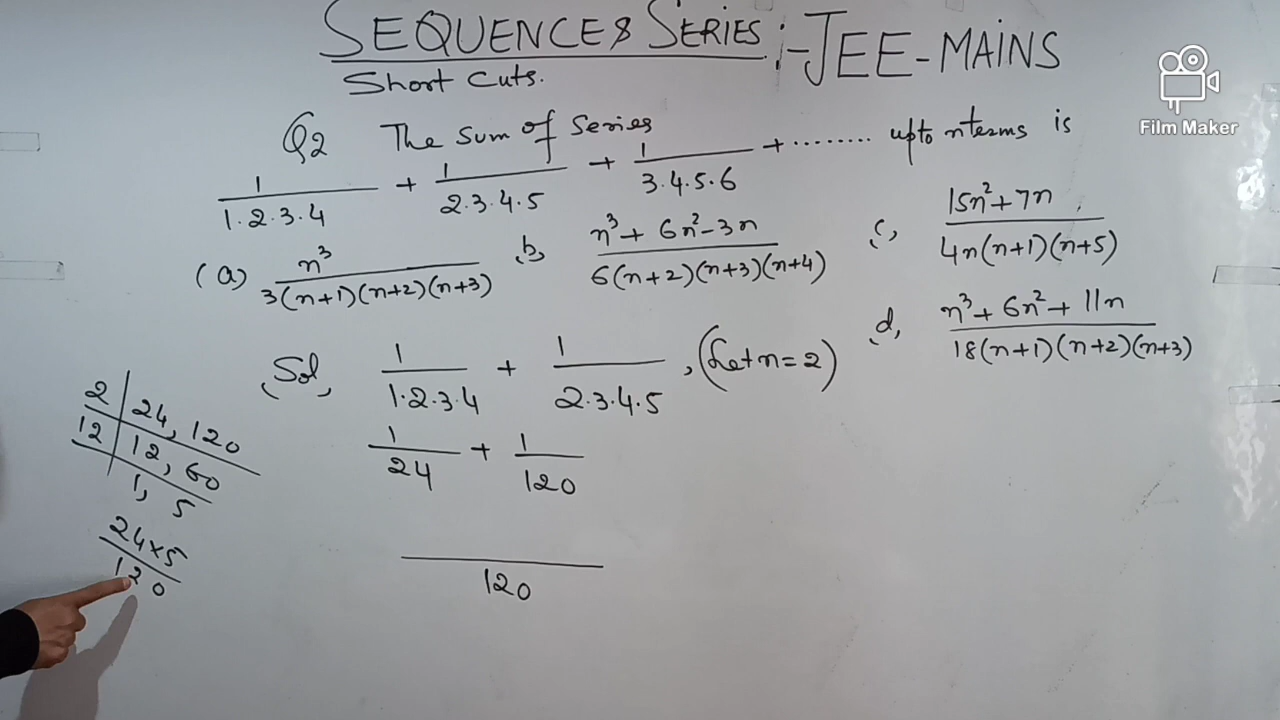 SEQUENCE & SERIES :- JEE - MAINS
Short Cuts.
Film Maker
Q2 The Sum of Series
1/1.2.3.4 + 1/2.3.4.5 + 1/3.4.5.6 + ........ upto n terms is
(a) n³/3(n+1)(n+2)(n+3) (b, n³+6n²-3n/6(n+2)(n+3)(n+4) (c, 15n²+7n/4n(n+1)(n+5)
(d, n³+6n²+11n/18(n+1)(n+2)(n+3)
(Sol, 1/1.2.3.4 + 1/2.3.4.5 , (Let n=2)
1/24 + 1/120
120
2 | 24, 120
12 | 12, 60
1, 5
24×5
120